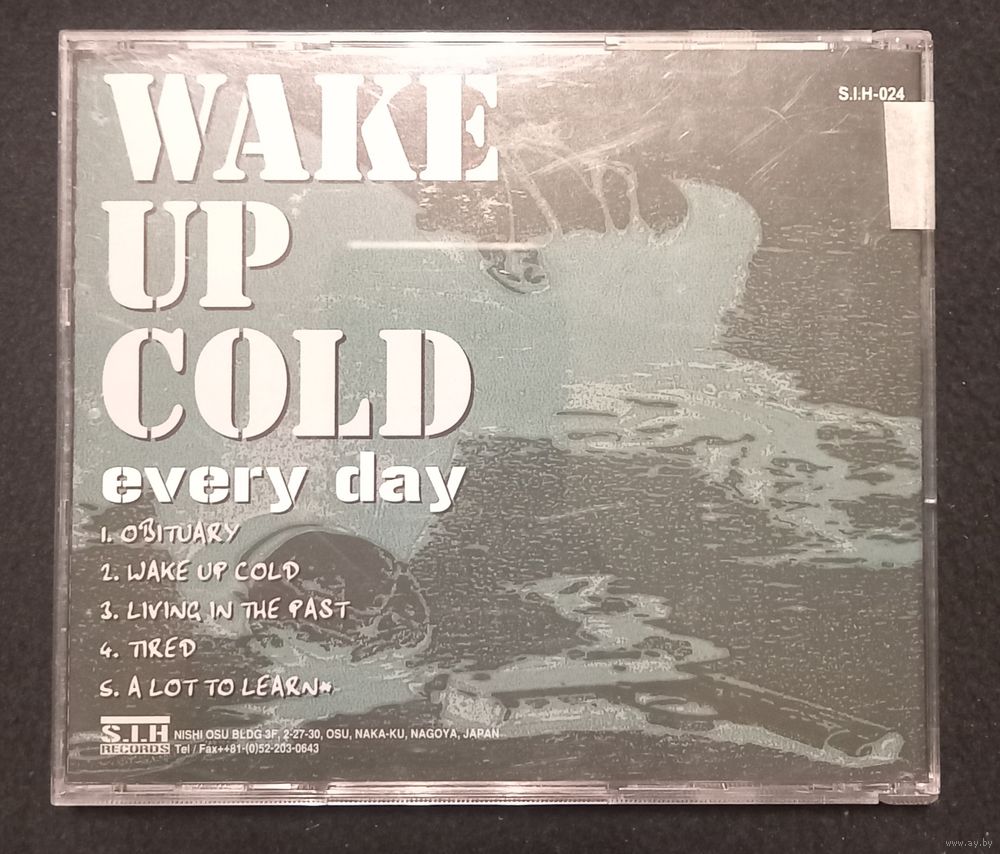 WAKE
UP
COLD
every day
S.I.H-024
1. OBITUARY
2. WAKE UP COLD
3. LIVING IN THE PAST
4. TIRED
5. A LOT TO LEARN*
S.I.H
RECORDS
NISHI OSU BLDG 3F, 2-27-30, OSU, NAKA-KU, NAGOYA, JAPAN
Tel / Fax++81-(0)52-203-0643
www.ay.by